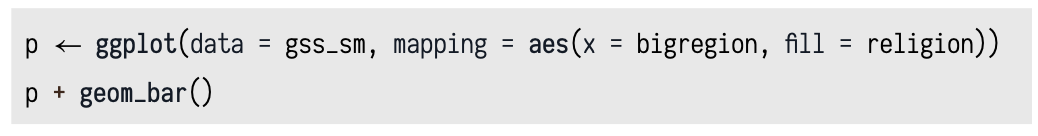 p ← ggplot(data = gss_sm, mapping = aes(x = bigregion, fill = religion))
p + geom_bar()